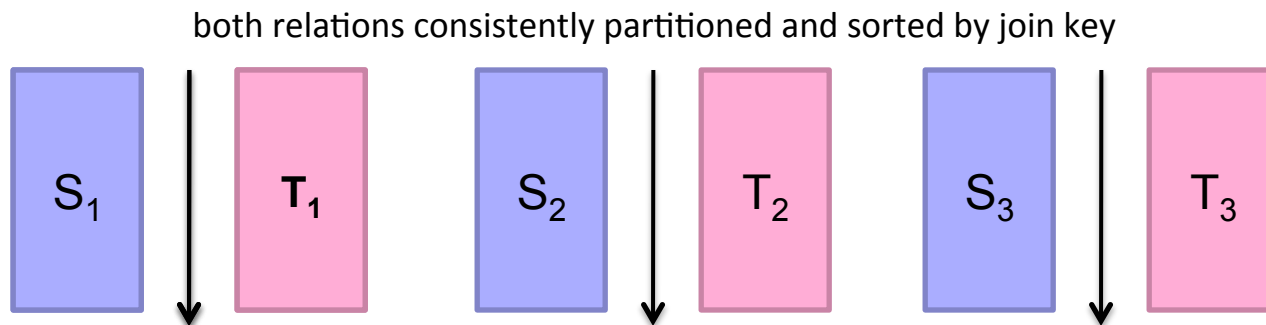 both relations consistently partitioned and sorted by join key
S₁ T₁ S₂ T₂ S₃ T₃